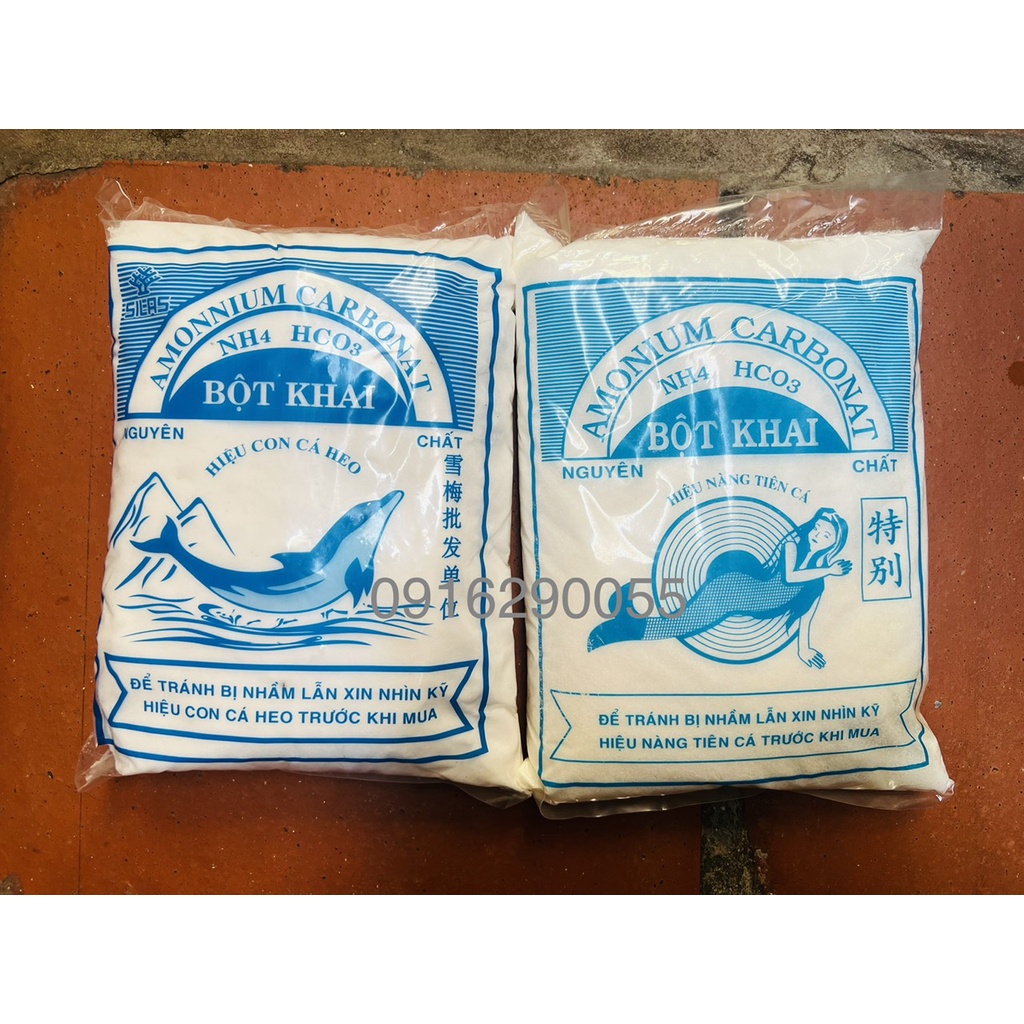 SILAS
AMONNIUM CARBONAT
NH4 HCO3
BỘT KHAI
NGUYÊN CHẤT
HIỆU CON CÁ HEO
雪梅批发单位
ĐỂ TRÁNH BỊ NHẦM LẪN XIN NHÌN KỸ
HIỆU CON CÁ HEO TRƯỚC KHI MUA
AMONIUM CARBONAT
NH4 HCO3
BỘT KHAI
NGUYÊN CHẤT
HIỆU NÀNG TIÊN CÁ
特别
ĐỂ TRÁNH BỊ NHẦM LẪN XIN NHÌN KỸ
HIỆU NÀNG TIÊN CÁ TRƯỚC KHI MUA
0916290055